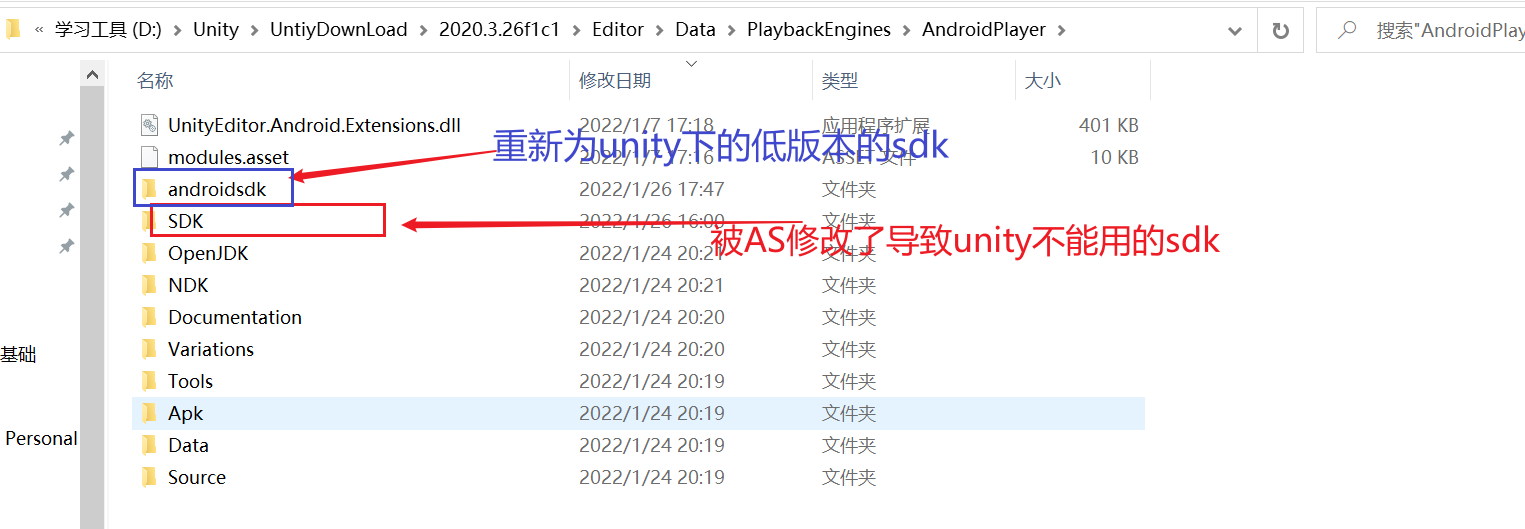 « 学习工具 (D:) › Unity › UntiyDownLoad › 2020.3.26f1c1 › Editor › Data › PlaybackEngines › AndroidPlayer ›
搜索"AndroidPlay
名称 修改日期 类型 大小
UnityEditor.Android.Extensions.dll 2022/1/7 17:18 应用程序扩展 401 KB
重新为unity下的低版本的sdk
modules.asset 2022/1/7 17:16 ASSET 文件 10 KB
androidsdk 2022/1/26 17:47 文件夹
SDK 2022/1/26 16:00 文件夹
被AS修改了导致unity不能用的sdk
OpenJDK 2022/1/24 20:21 文件夹
NDK 2022/1/24 20:21 文件夹
Documentation 2022/1/24 20:20 文件夹
基础
Variations 2022/1/24 20:20 文件夹
Tools 2022/1/24 20:19 文件夹
Apk 2022/1/24 20:19 文件夹
Personal
Data 2022/1/24 20:19 文件夹
Source 2022/1/24 20:19 文件夹